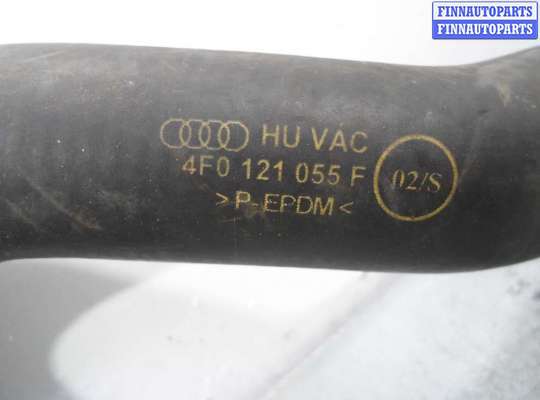 FINNAUTOPARTS
FINNAUTOPARTS
HU VAC
4F0 121 055 F
02/S
>P-EPDM<